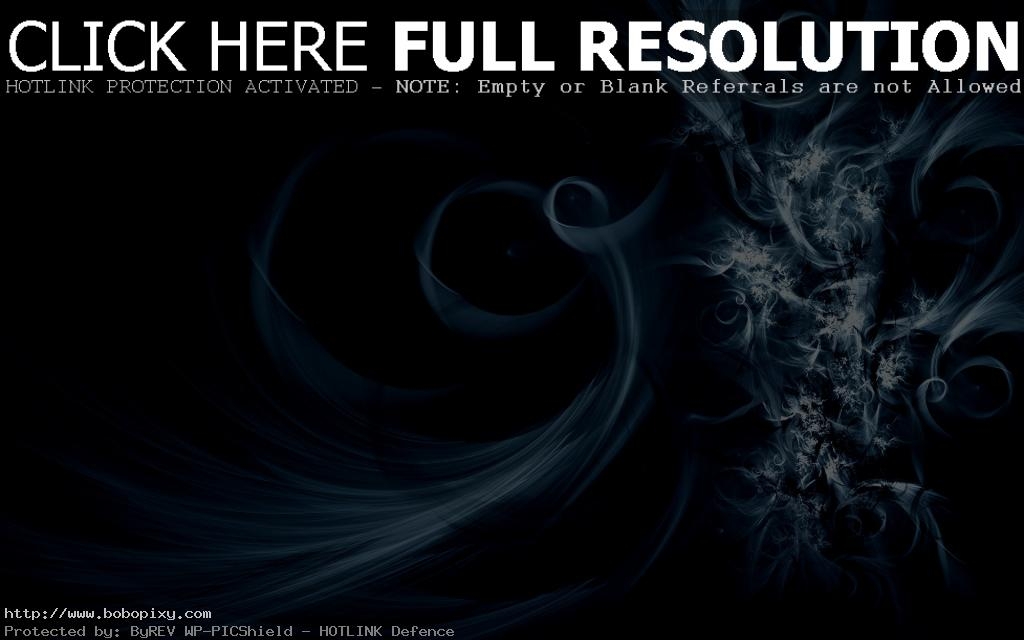 CLICK HERE FULL RESOLUTION
HOTLINK PROTECTION ACTIVATED - NOTE: Empty or Blank Referrals are not Allowed
http://www.bobopixy.com
Protected by: ByREV WP-PICShield - HOTLINK Defence